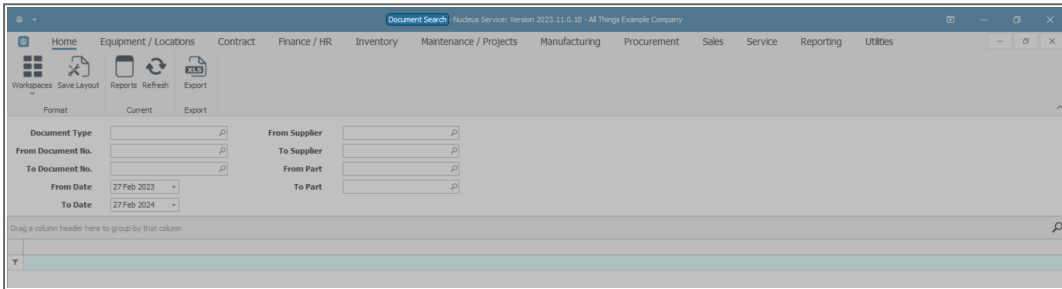 Document Search - Nucleus Service: Version 2023.11.0.10 - All Things Example Company
Home Equipment / Locations Contract Finance / HR Inventory Maintenance / Projects Manufacturing Procurement Sales Service Reporting Utilities
XLS
Workspaces Save Layout Reports Refresh Export
Format Current Export
Document Type From Supplier
From Document No. To Supplier
To Document No. From Part
From Date 27 Feb 2023 To Part
To Date 27 Feb 2024
Drag a column header here to group by that column